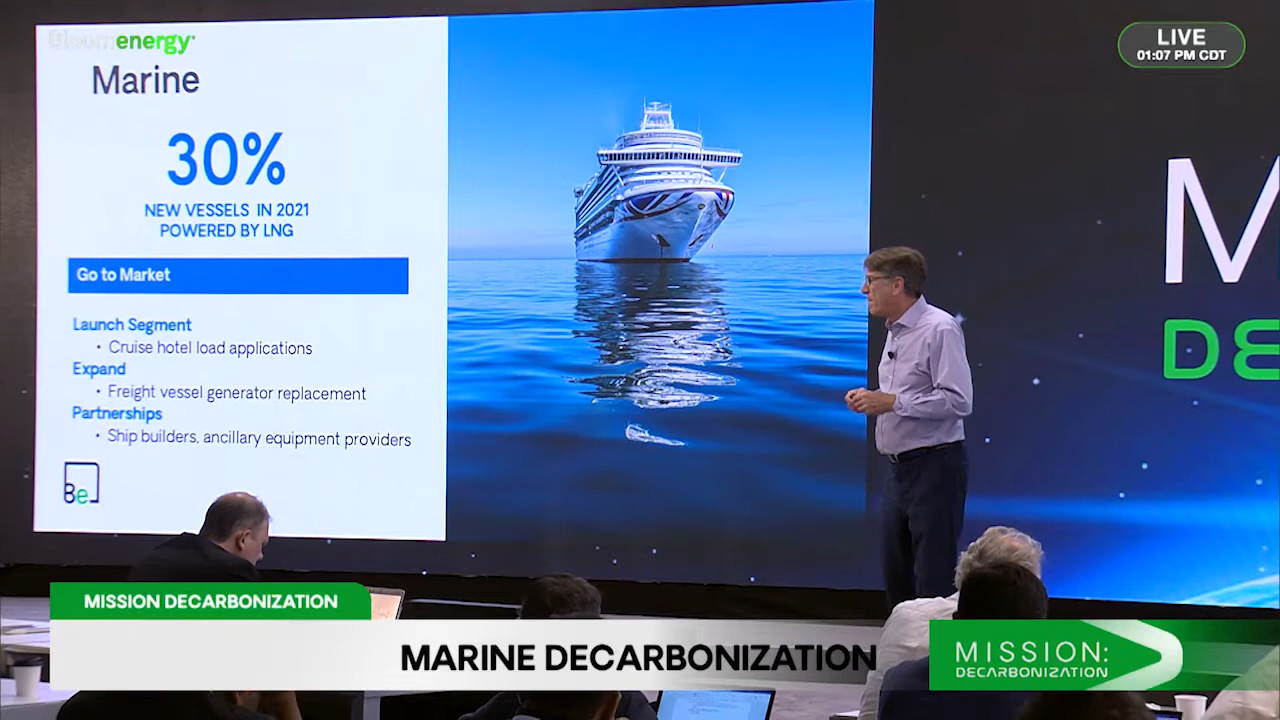 Bloomenergy
Marine
30%
NEW VESSELS IN 2021
POWERED BY LNG
Go to Market
Launch Segment
• Cruise hotel load applications
Expand
• Freight vessel generator replacement
Partnerships
• Ship builders, ancillary equipment providers
Be
LIVE
01:07 PM CDT
M
DE
MISSION DECARBONIZATION
MARINE DECARBONIZATION
MISSION:
DECARBONIZATION